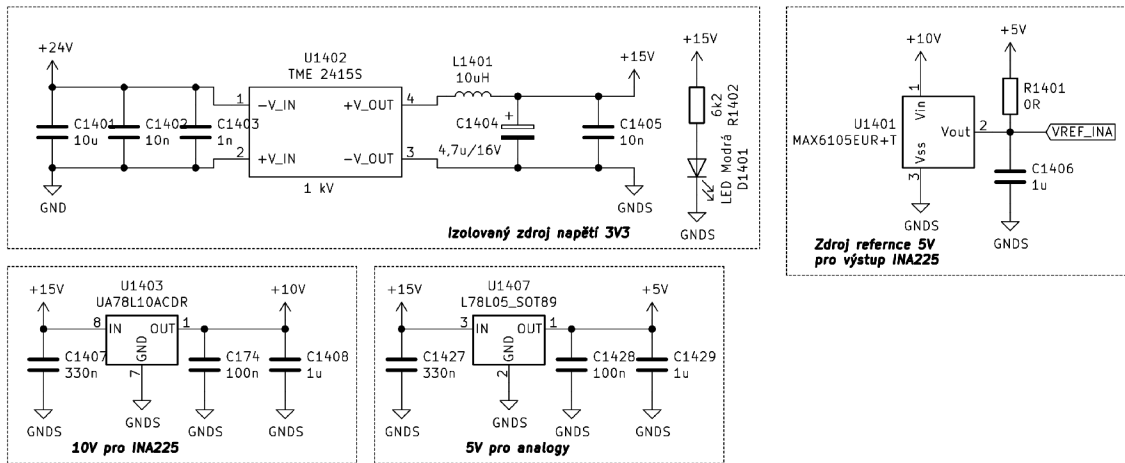 +24V
U1402
TME 2415S
L1401
10uH
+15V
+15V
1
-V_IN
+V_OUT
4
C1401
10u
C1402
10n
C1403
1n
C1404
+
4,7u/16V
C1405
10n
6k2
R1402
2
+V_IN
-V_OUT
3
1 kV
LED Modrá
D1401
GND
GNDS
GNDS
Izolovaný zdroj napětí 3V3
+10V
+5V
1
Vin
R1401
0R
U1401
MAX6105EUR+T
Vout
2
VREF_INA
Vss
3
C1406
1u
GNDS
GNDS
Zdroj refernce 5V
pro výstup INA225
+15V
U1403
UA78L10ACDR
+10V
8
IN
OUT
1
GND
7
C1407
330n
C174
100n
C1408
1u
GNDS
GNDS
GNDS
GNDS
10V pro INA225
+15V
U1407
L78L05_SOT89
+5V
3
IN
OUT
1
GND
2
C1427
330n
C1428
100n
C1429
1u
GNDS
GNDS
GNDS
GNDS
5V pro analogy